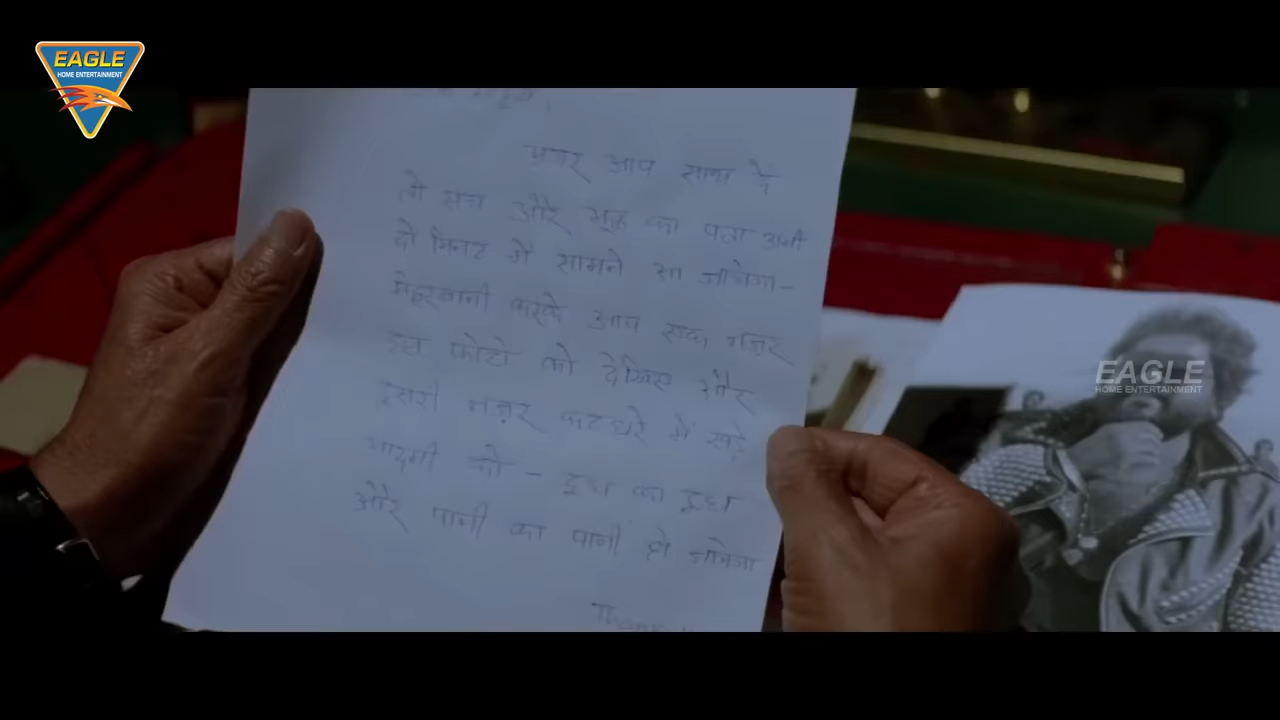 EAGLE
HOME ENTERTAINMENT
अगर आप साथ दें
तो सच और झूठ का पता अभी
दो मिनट में सामने आ जायेगा-
मेहरबानी करके आप एक नज़र
इस फोटो को देखिए और
दूसरी नज़र कटघरे में खड़े
आदमी को - दूध का दूध
और पानी का पानी हो जायेगा
EAGLE
HOME ENTERTAINMENT